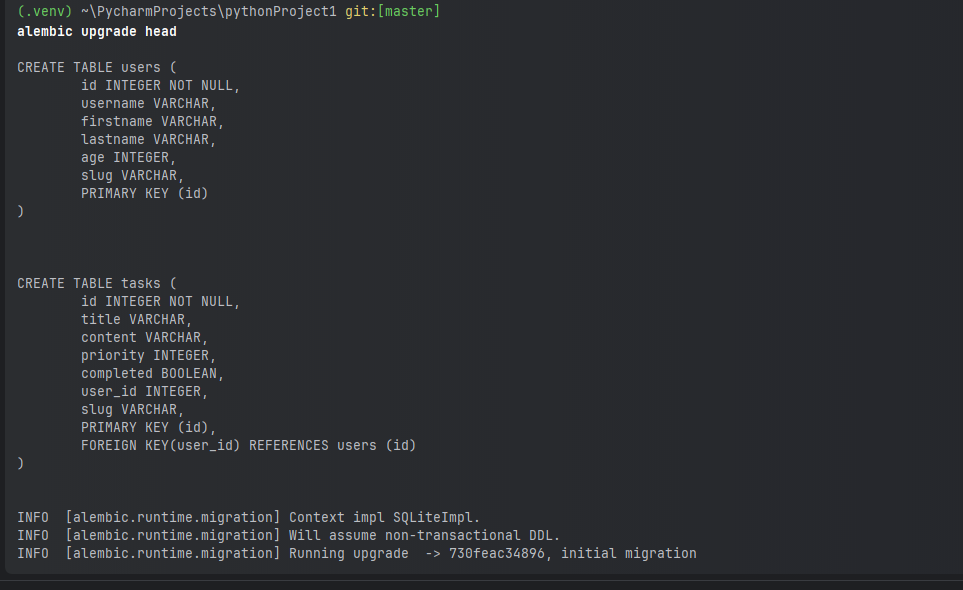 (.venv) ~\PycharmProjects\pythonProject1 git:[master]
alembic upgrade head
CREATE TABLE users (
id INTEGER NOT NULL,
username VARCHAR,
firstname VARCHAR,
lastname VARCHAR,
age INTEGER,
slug VARCHAR,
PRIMARY KEY (id)
)
CREATE TABLE tasks (
id INTEGER NOT NULL,
title VARCHAR,
content VARCHAR,
priority INTEGER,
completed BOOLEAN,
user_id INTEGER,
slug VARCHAR,
PRIMARY KEY (id),
FOREIGN KEY(user_id) REFERENCES users (id)
)
INFO  [alembic.runtime.migration] Context impl SQLiteImpl.
INFO  [alembic.runtime.migration] Will assume non-transactional DDL.
INFO  [alembic.runtime.migration] Running upgrade  -> 730feac34896, initial migration